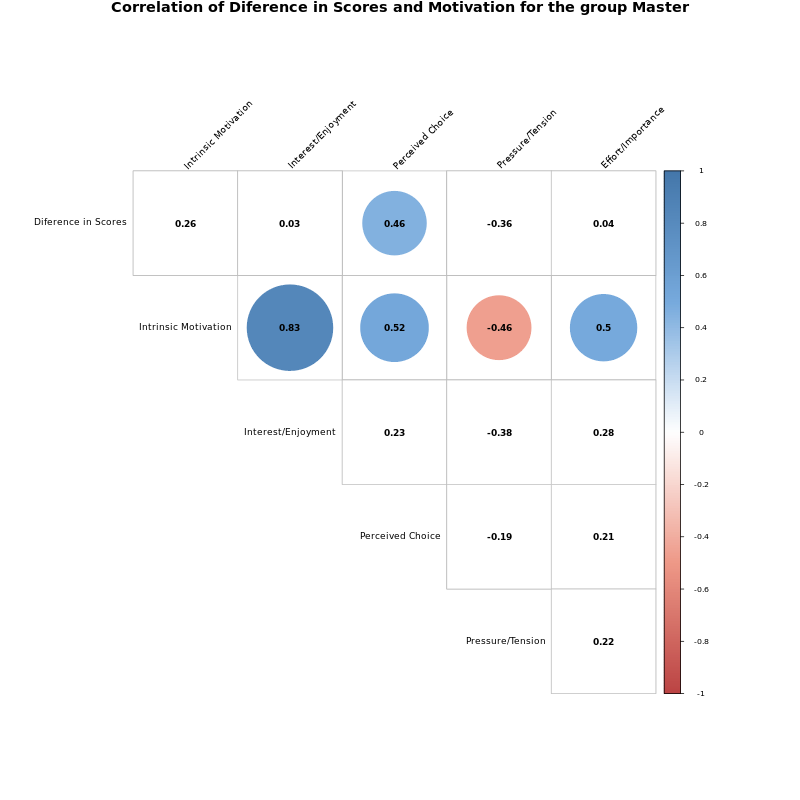 Correlation of Diference in Scores and Motivation for the group Master
Intrinsic Motivation
Interest/Enjoyment
Perceived Choice
Pressure/Tension
Effort/Importance
Diference in Scores
0.26
0.03
0.46
-0.36
0.04
Intrinsic Motivation
0.83
0.52
-0.46
0.5
Interest/Enjoyment
0.23
-0.38
0.28
Perceived Choice
-0.19
0.21
Pressure/Tension
0.22
1
0.8
0.6
0.4
0.2
0
-0.2
-0.4
-0.6
-0.8
-1